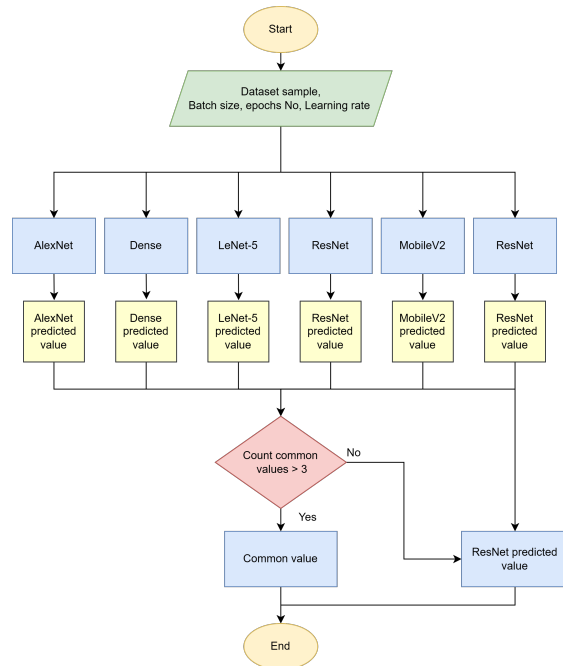 Start
Dataset sample,
Batch size, epochs No, Learning rate
AlexNet
Dense
LeNet-5
ResNet
MobileV2
ResNet
AlexNet
predicted
value
Dense
predicted
value
LeNet-5
predicted
value
ResNet
predicted
value
MobileV2
predicted
value
ResNet
predicted
value
Count common
values > 3
No
Yes
Common value
ResNet predicted
value
End